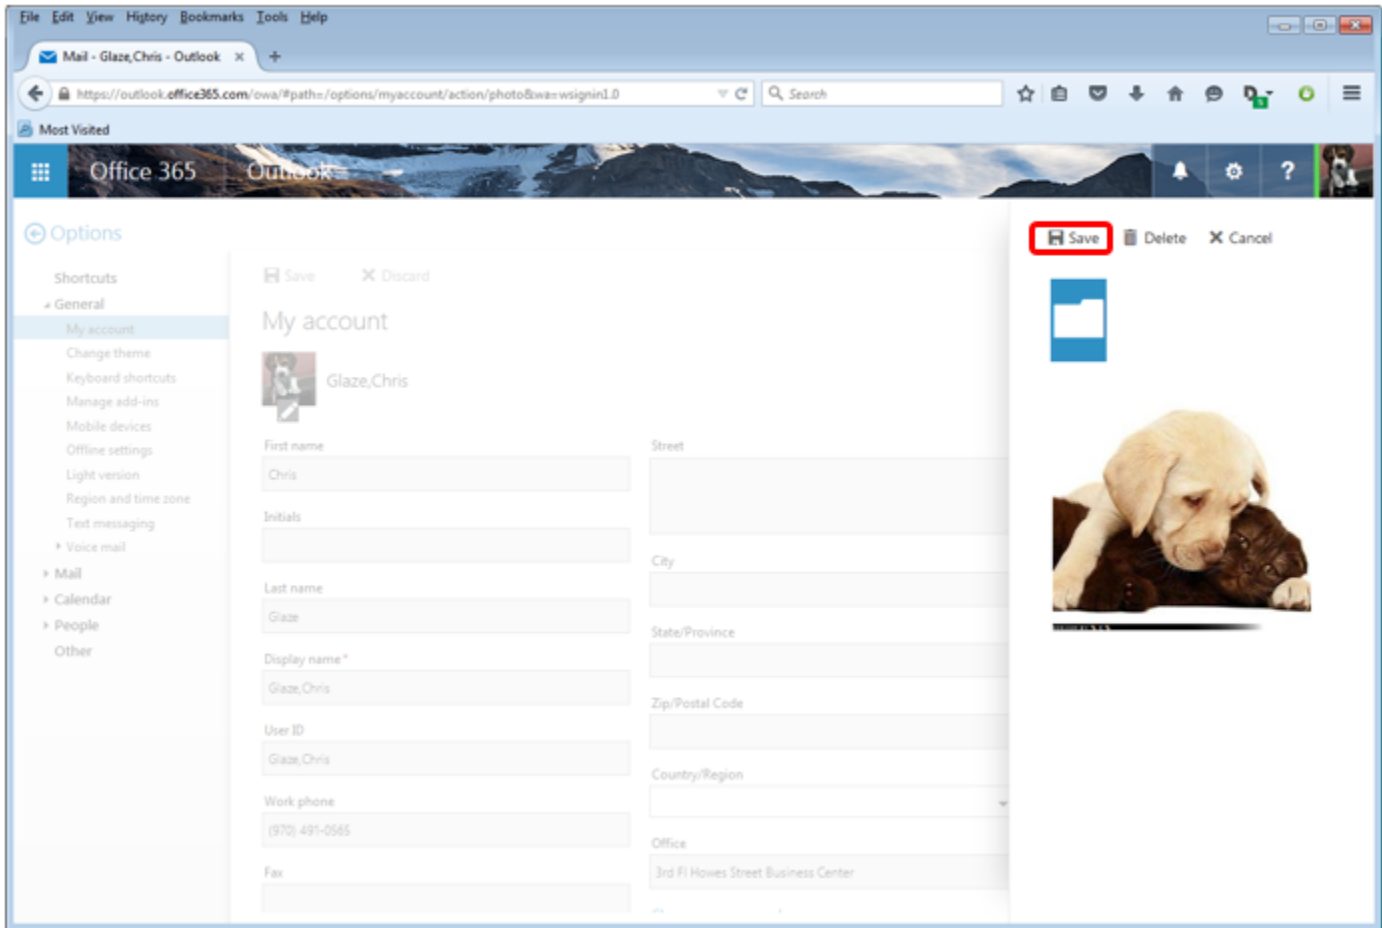 File Edit View History Bookmarks Tools Help
Mail - Glaze,Chris - Outlook
https://outlook.office365.com/owa/#path=/options/myaccount/action/photo&wa=wsignin1.0
Search
Most Visited
Office 365 Outlook
?
Options
Save Delete Cancel
Shortcuts
General
My account
Change theme
Keyboard shortcuts
Manage add-ins
Mobile devices
Offline settings
Light version
Region and time zone
Text messaging
Voice mail
Mail
Calendar
People
Other
Save Discard
My account
Glaze,Chris
First name
Chris
Initials
Last name
Glaze
Display name*
Glaze,Chris
User ID
Glaze,Chris
Work phone
(970) 491-0565
Fax
Street
City
State/Province
Zip/Postal Code
Country/Region
Office
3rd Fl Howes Street Business Center